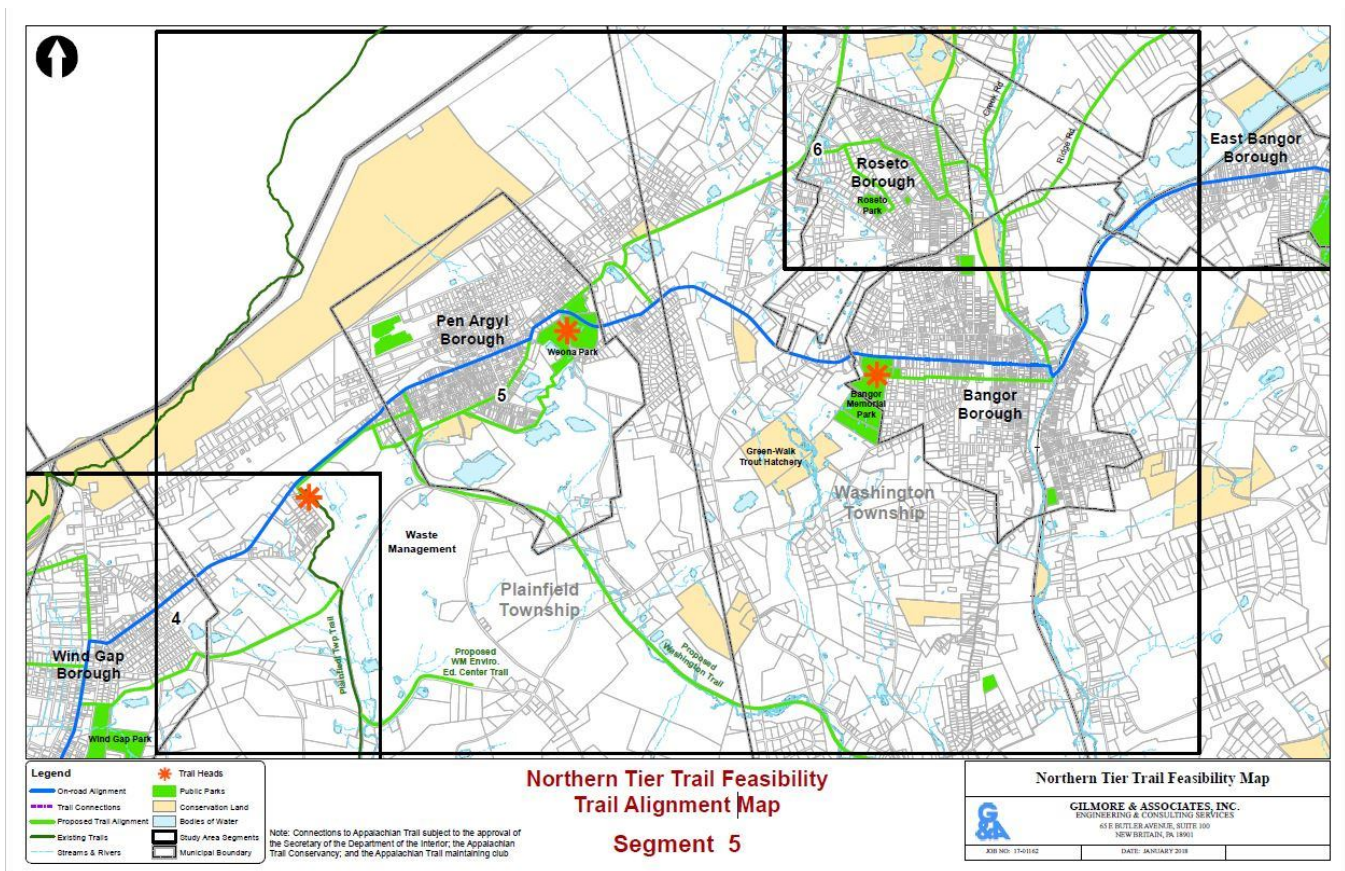 6
Roseto
Borough
Roseto
Park
Creek Rd
Ridge Rd
East Bangor
Borough
Pen Argyl
Borough
Weona Park
5
Bangor
Memorial
Park
Bangor
Borough
Green-Walk
Trout Hatchery
Washington
Township
Waste
Management
Plainfield
Township
4
Wind Gap
Borough
Wind Gap Park
Plainfield Twp Trail
Proposed
WM Enviro.
Ed. Center Trail
Proposed
Washington Trail
Legend
On-road Alignment
Trail Connections
Proposed Trail Alignment
Existing Trails
Streams & Rivers
Trail Heads
Public Parks
Conservation Land
Bodies of Water
Study Area Segments
Municipal Boundary
Note: Connections to Appalachian Trail subject to the approval of
the Secretary of the Department of the Interior; the Appalachian
Trail Conservancy; and the Appalachian Trail maintaining club
Northern Tier Trail Feasibility
Trail Alignment Map
Segment 5
Northern Tier Trail Feasibility Map
G&A
GILMORE & ASSOCIATES, INC.
ENGINEERING & CONSULTING SERVICES
65 E BUTLER AVENUE, SUITE 100
NEW BRITAIN, PA 18901
JOB NO: 17-01162
DATE: JANUARY 2018